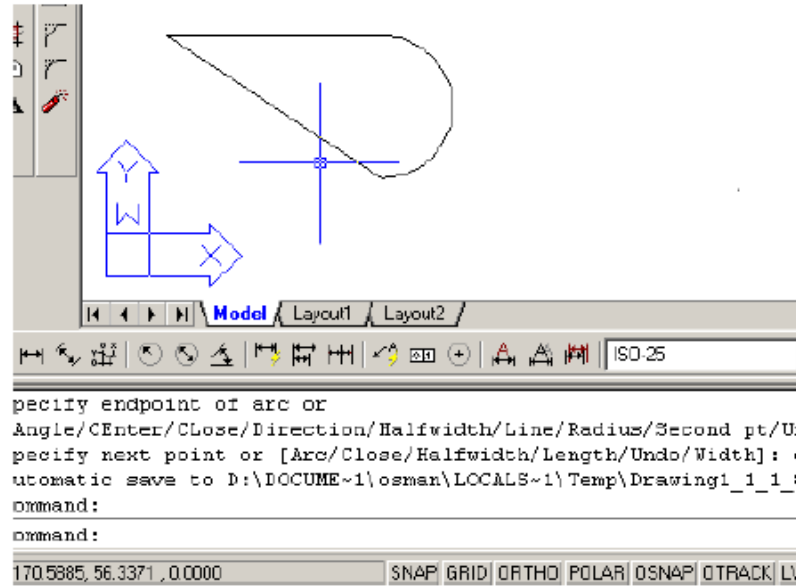 Y
W
X
Model Layout1 Layout2
ISO-25
pecify endpoint of arc or
Angle/CEnter/CLose/Direction/Halfwidth/Line/Radius/Second pt/U
pecify next point or [Arc/Close/Halfwidth/Length/Undo/Width]:
utomatic save to D:\DOCUME~1\osman\LOCALS~1\Temp\Drawing1_1_1_
ommand:
ommand:
170.5885, 56.3371 , 0.0000 SNAP GRID ORTHO POLAR OSNAP OTRACK